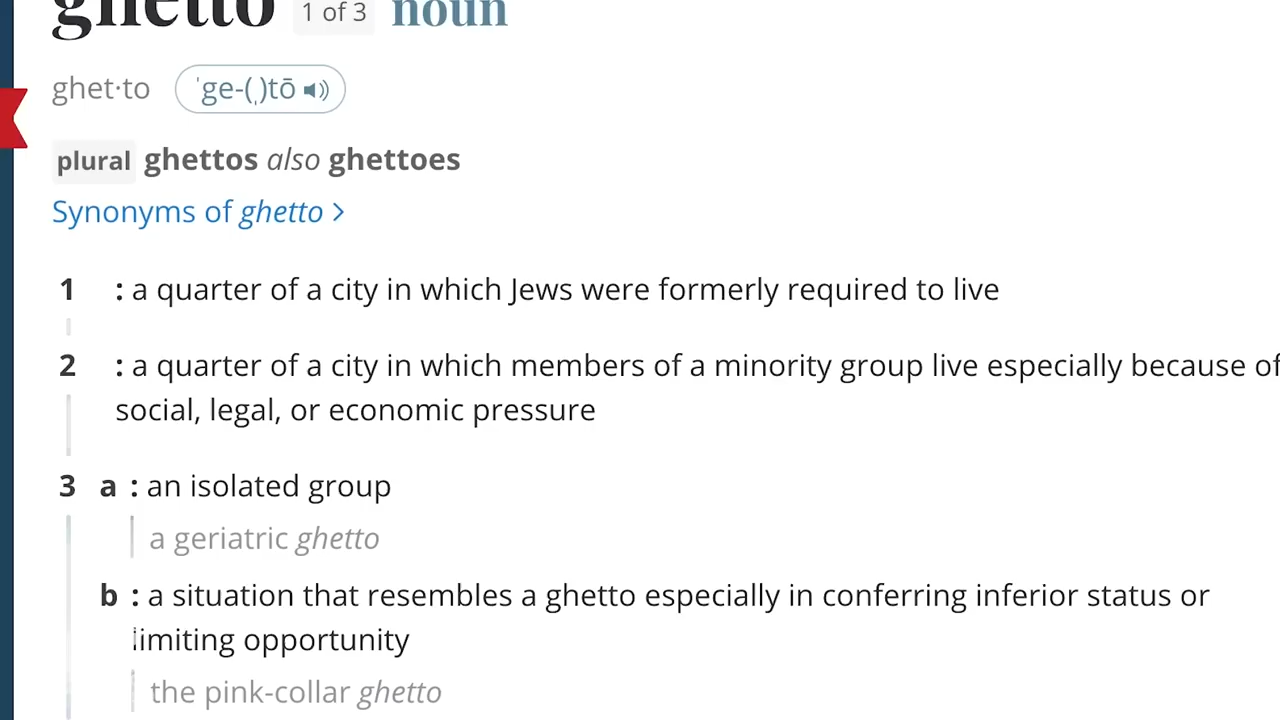 ghetto 1 of 3 noun
ghet·to ˈge-(ˌ)tō
plural ghettos also ghettoes
Synonyms of ghetto >
1 : a quarter of a city in which Jews were formerly required to live
2 : a quarter of a city in which members of a minority group live especially because of
social, legal, or economic pressure
3 a : an isolated group
a geriatric ghetto
b : a situation that resembles a ghetto especially in conferring inferior status or
limiting opportunity
the pink-collar ghetto